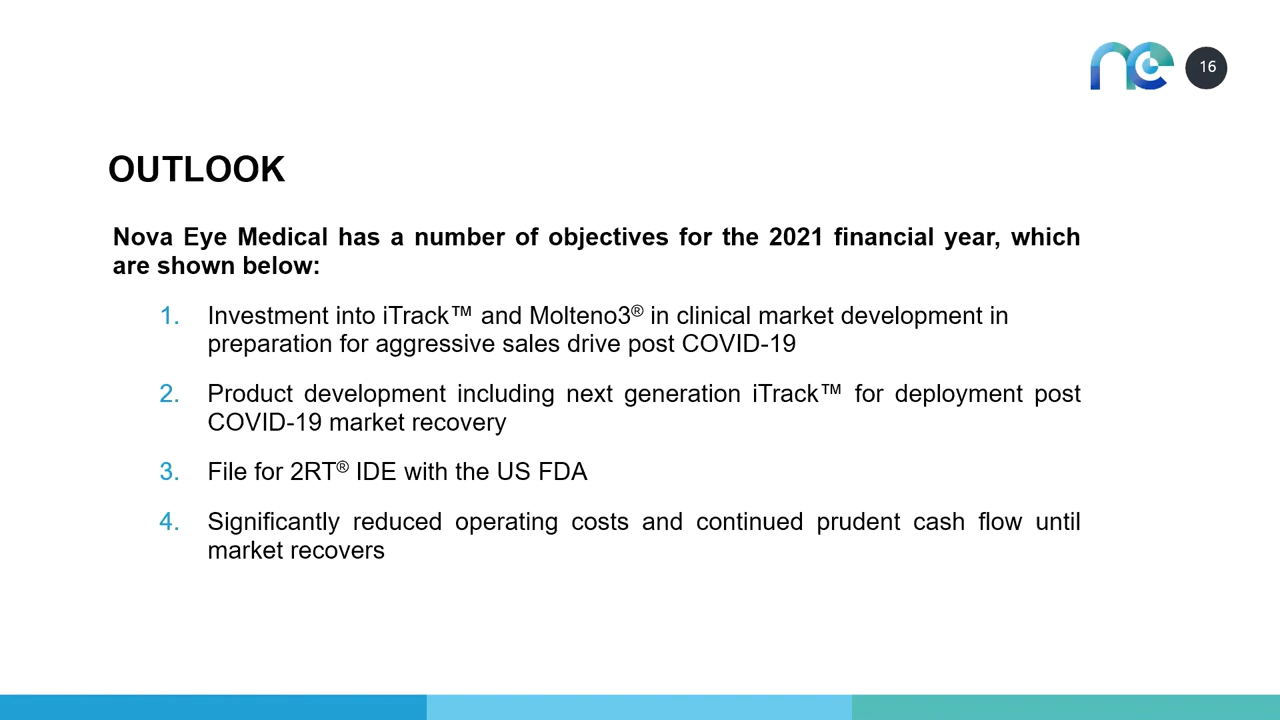 ne
16
OUTLOOK
Nova Eye Medical has a number of objectives for the 2021 financial year, which
are shown below:
1. Investment into iTrack™ and Molteno3® in clinical market development in
preparation for aggressive sales drive post COVID-19
2. Product development including next generation iTrack™ for deployment post
COVID-19 market recovery
3. File for 2RT® IDE with the US FDA
4. Significantly reduced operating costs and continued prudent cash flow until
market recovers